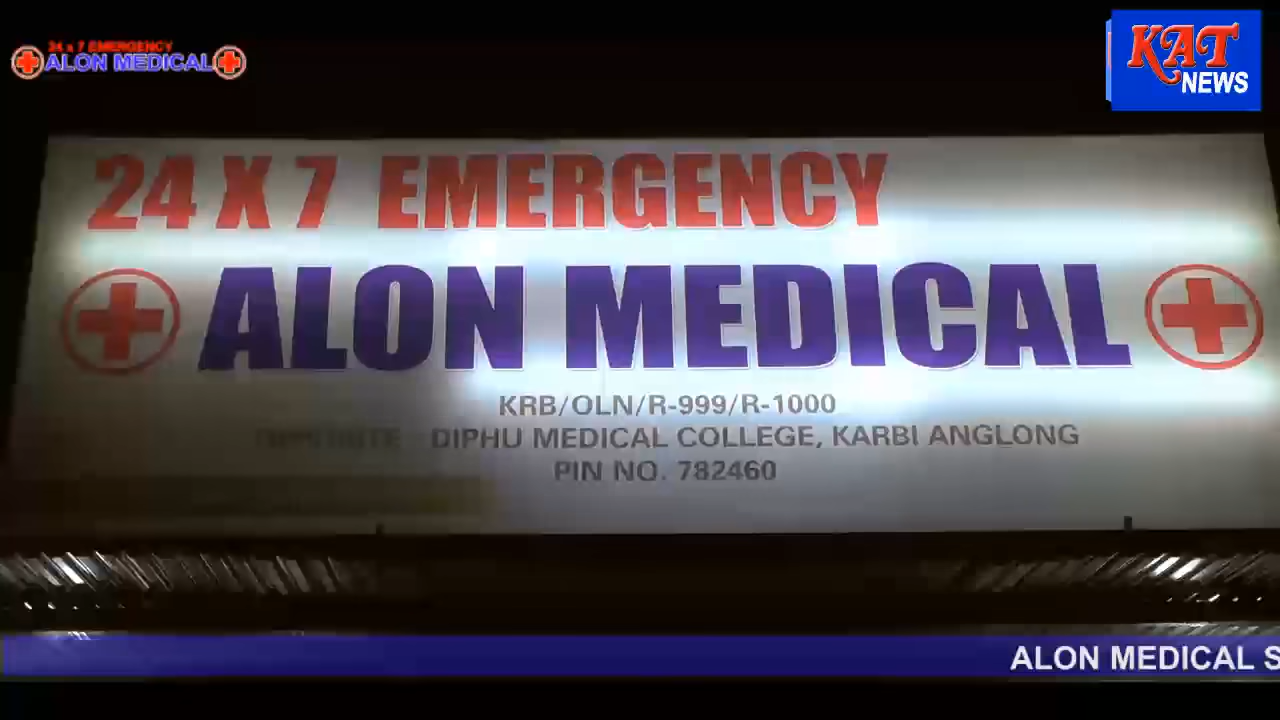 24 x 7 EMERGENCY
ALON MEDICAL
KAT
NEWS
24 X 7 EMERGENCY
ALON MEDICAL
KRB/OLN/R-999/R-1000
DIPHU MEDICAL COLLEGE, KARBI ANGLONG
PIN NO. 782460
ALON MEDICAL S